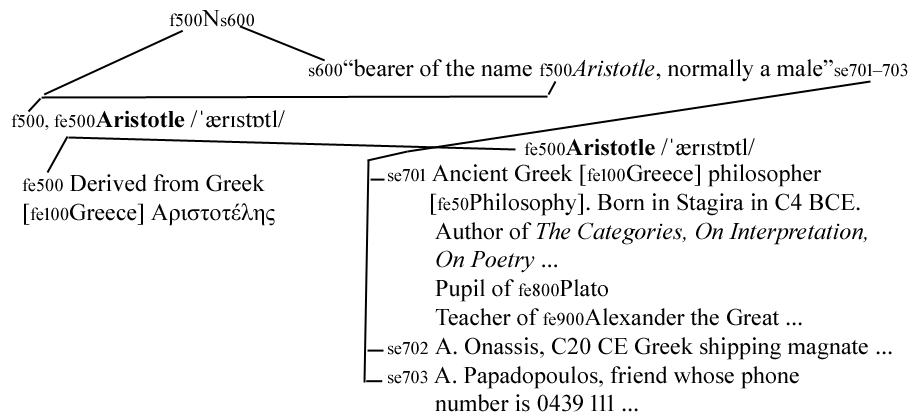 f500Ns600
s600“bearer of the name f500Aristotle, normally a male”se701–703
f500, fe500Aristotle /ˈærɪstɒtl/
fe500Aristotle /ˈærɪstɒtl/
fe500 Derived from Greek
[fe100Greece] Αριστοτέλης
se701 Ancient Greek [fe100Greece] philosopher
[fe50Philosophy]. Born in Stagira in C4 BCE.
Author of The Categories, On Interpretation,
On Poetry ...
Pupil of fe800Plato
Teacher of fe900Alexander the Great ...
se702 A. Onassis, C20 CE Greek shipping magnate ...
se703 A. Papadopoulos, friend whose phone
number is 0439 111 ...